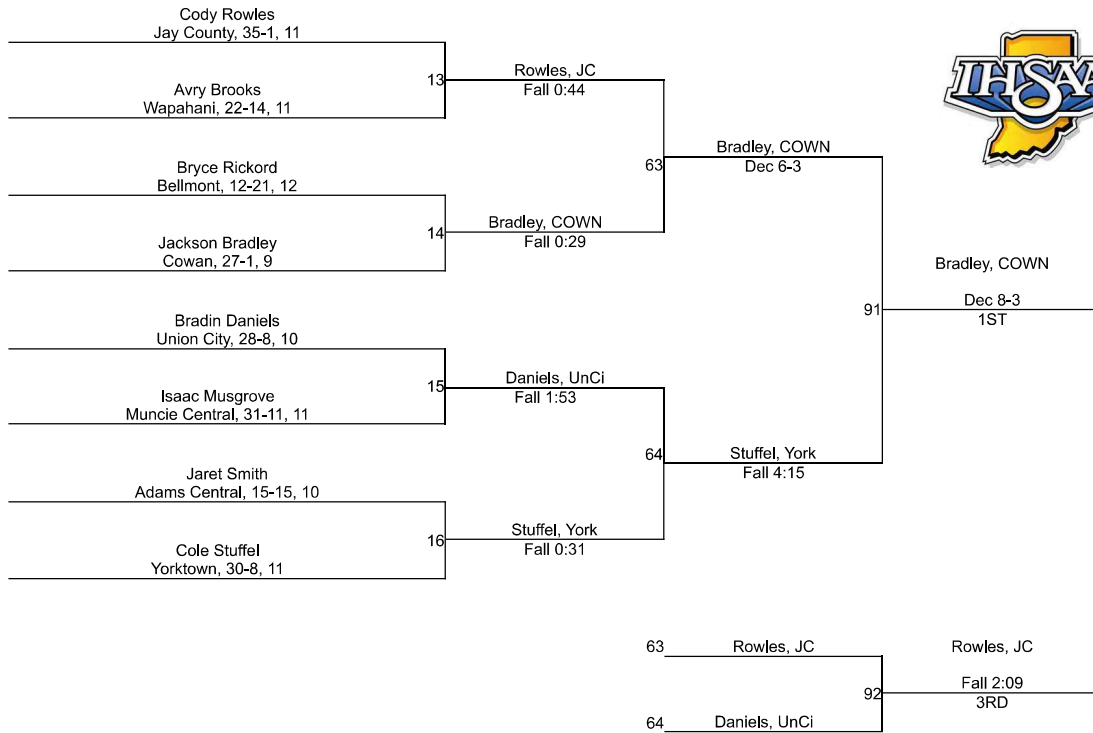 Cody Rowles
Jay County, 35-1, 11
Avry Brooks
Wapahani, 22-14, 11
13
Rowles, JC
Fall 0:44
Bryce Rickord
Bellmont, 12-21, 12
Jackson Bradley
Cowan, 27-1, 9
14
Bradley, COWN
Fall 0:29
63
Bradley, COWN
Dec 6-3
Bradin Daniels
Union City, 28-8, 10
Isaac Musgrove
Muncie Central, 31-11, 11
15
Daniels, UnCi
Fall 1:53
Jaret Smith
Adams Central, 15-15, 10
Cole Stuffel
Yorktown, 30-8, 11
16
Stuffel, York
Fall 0:31
64
Stuffel, York
Fall 4:15
91
Bradley, COWN
Dec 8-3
1ST
IHSAA
63
Rowles, JC
64
Daniels, UnCi
92
Rowles, JC
Fall 2:09
3RD